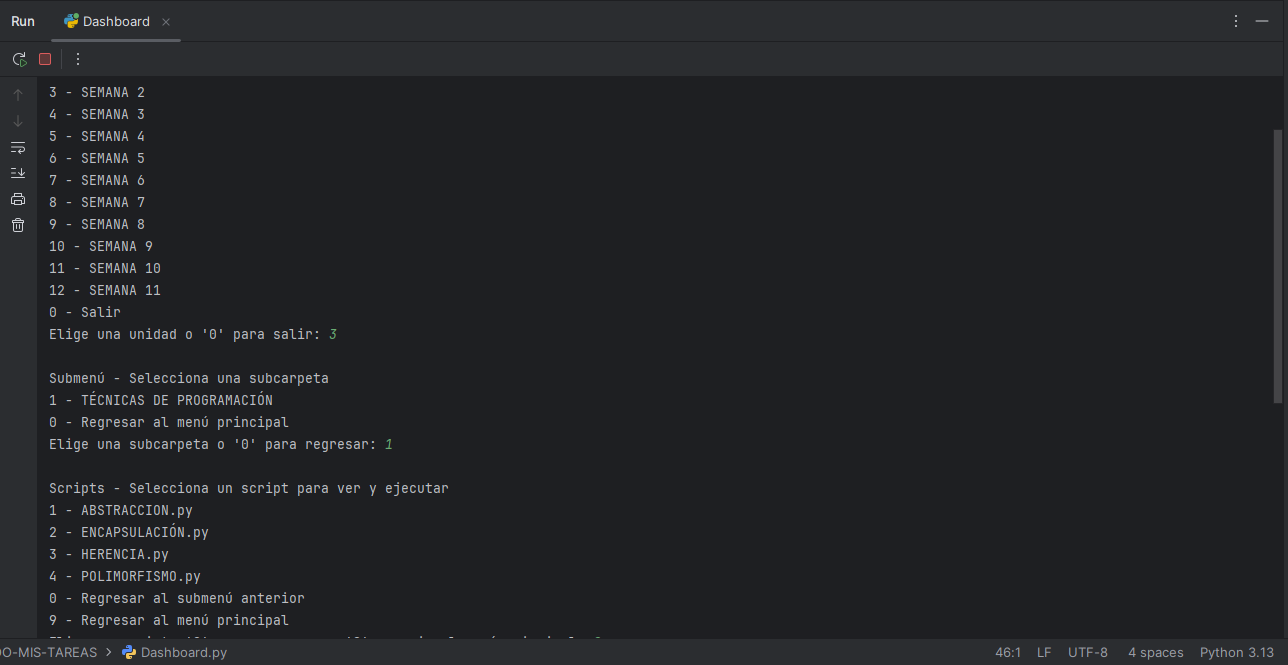 Run Dashboard
3 - SEMANA 2
4 - SEMANA 3
5 - SEMANA 4
6 - SEMANA 5
7 - SEMANA 6
8 - SEMANA 7
9 - SEMANA 8
10 - SEMANA 9
11 - SEMANA 10
12 - SEMANA 11
0 - Salir
Elige una unidad o '0' para salir: 3
Submenú - Selecciona una subcarpeta
1 - TÉCNICAS DE PROGRAMACIÓN
0 - Regresar al menú principal
Elige una subcarpeta o '0' para regresar: 1
Scripts - Selecciona un script para ver y ejecutar
1 - ABSTRACCION.py
2 - ENCAPSULACIÓN.py
3 - HERENCIA.py
4 - POLIMORFISMO.py
0 - Regresar al submenú anterior
9 - Regresar al menú principal
O-MIS-TAREAS > Dashboard.py 46:1 LF UTF-8 4 spaces Python 3.13